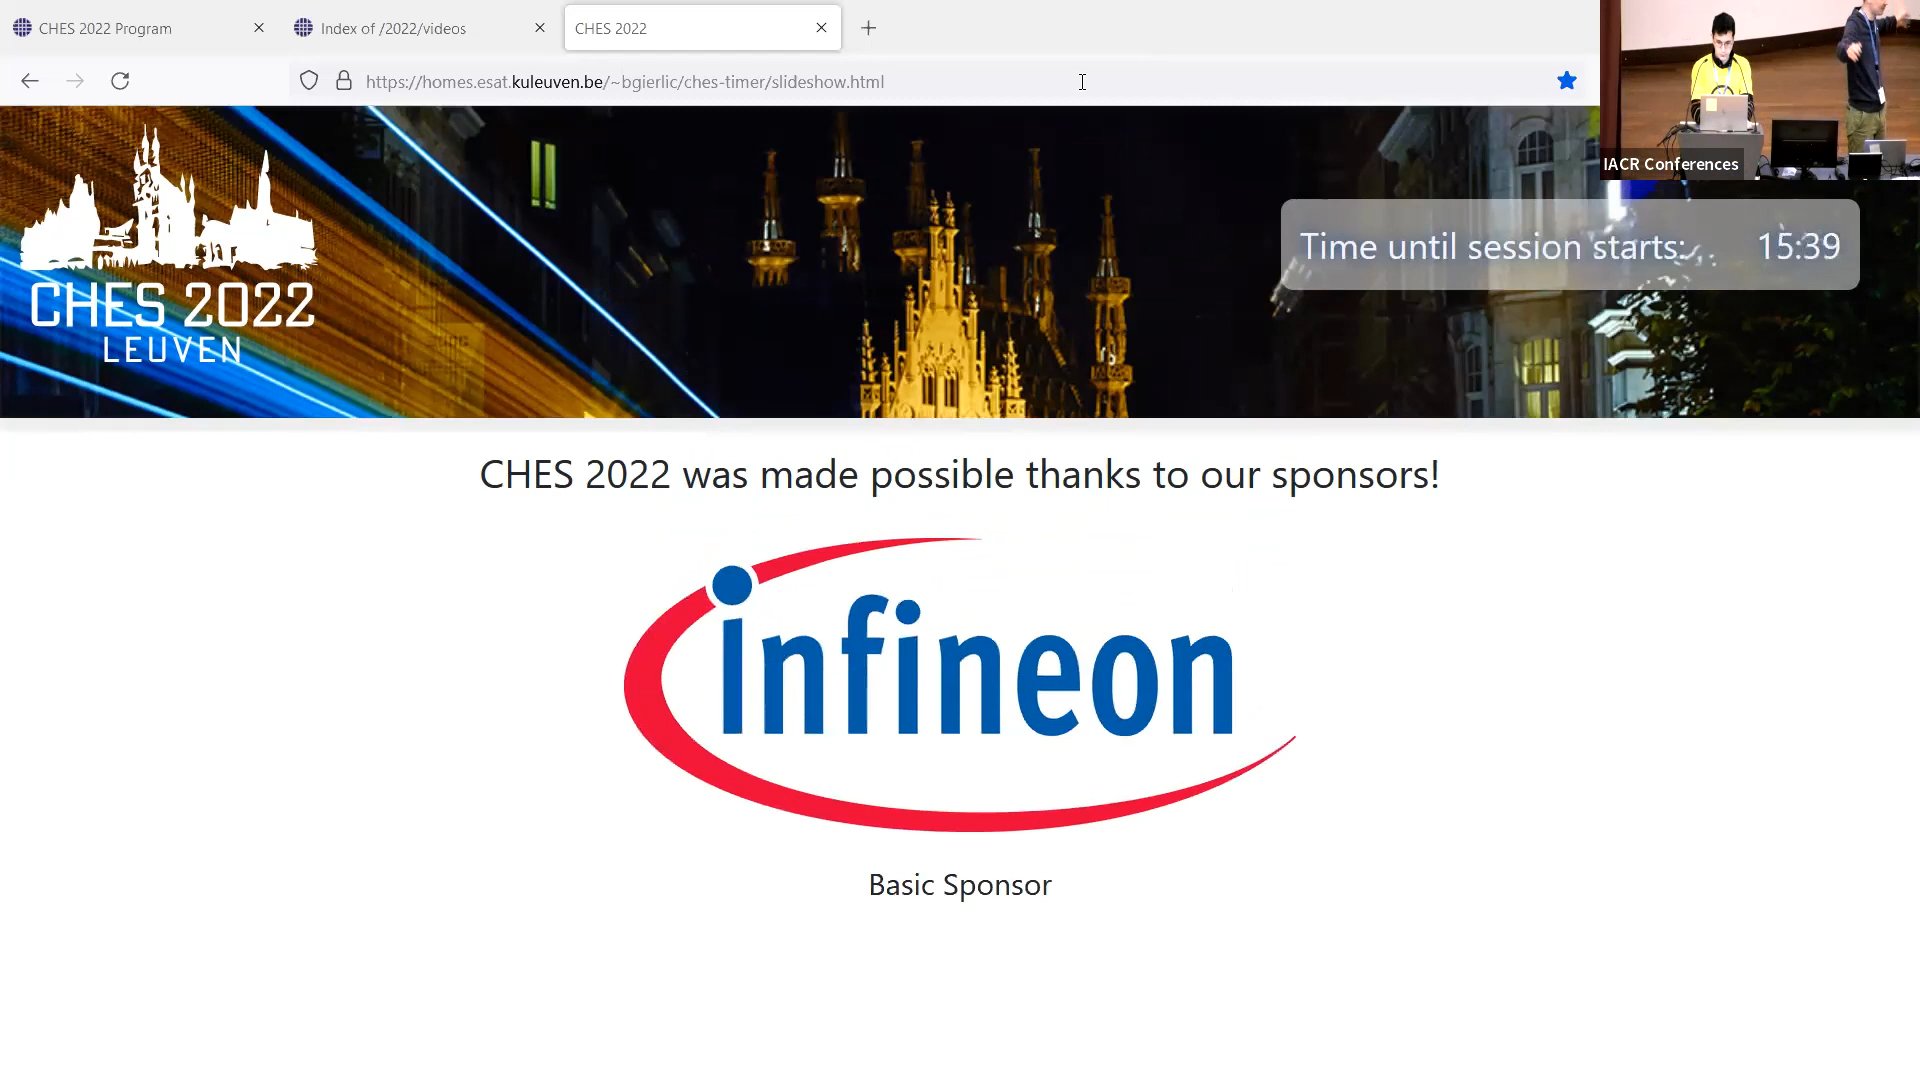 CHES 2022 Program
Index of /2022/videos
CHES 2022
https://homes.esat.kuleuven.be/~bgierlic/ches-timer/slideshow.html
IACR Conferences
CHES 2022
LEUVEN
Time until session starts: 15:39
CHES 2022 was made possible thanks to our sponsors!
infineon
Basic Sponsor